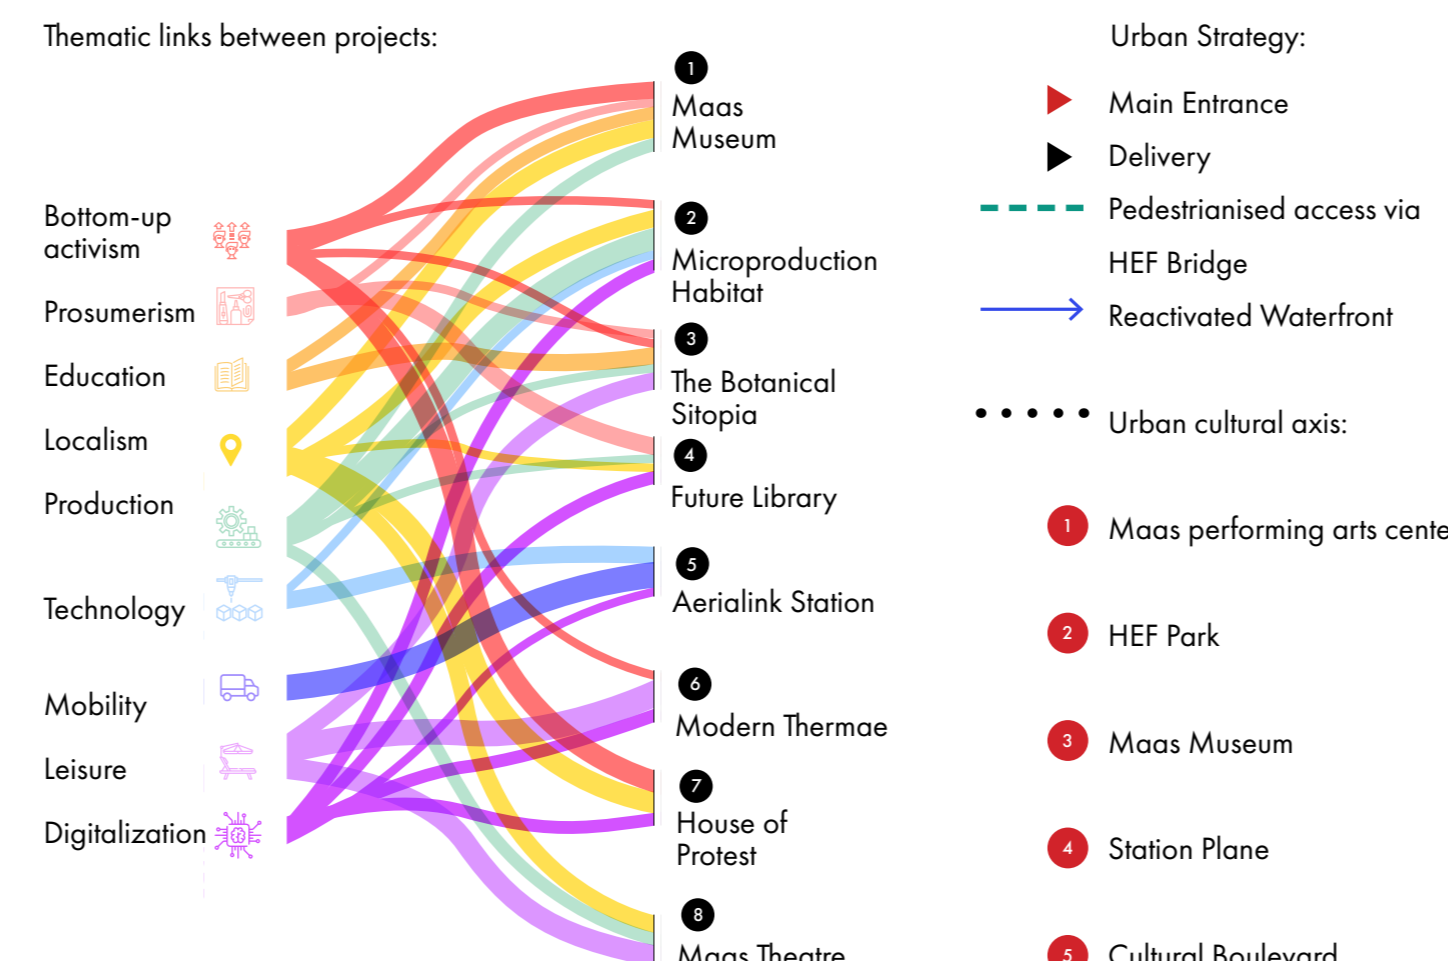 Thematic links between projects:
Bottom-up
activism
Prosumerism
Education
Localism
Production
Technology
Mobility
Leisure
Digitalization
1
Maas
Museum
2
Microproduction
Habitat
3
The Botanical
Sitopia
4
Future Library
5
Aerialink Station
6
Modern Thermae
7
House of
Protest
8
Maas Theatre
Urban Strategy:
Main Entrance
Delivery
Pedestrianised access via
HEF Bridge
Reactivated Waterfront
Urban cultural axis:
1 Maas performing arts cente
2 HEF Park
3 Maas Museum
4 Station Plane
5 Cultural Boulevard